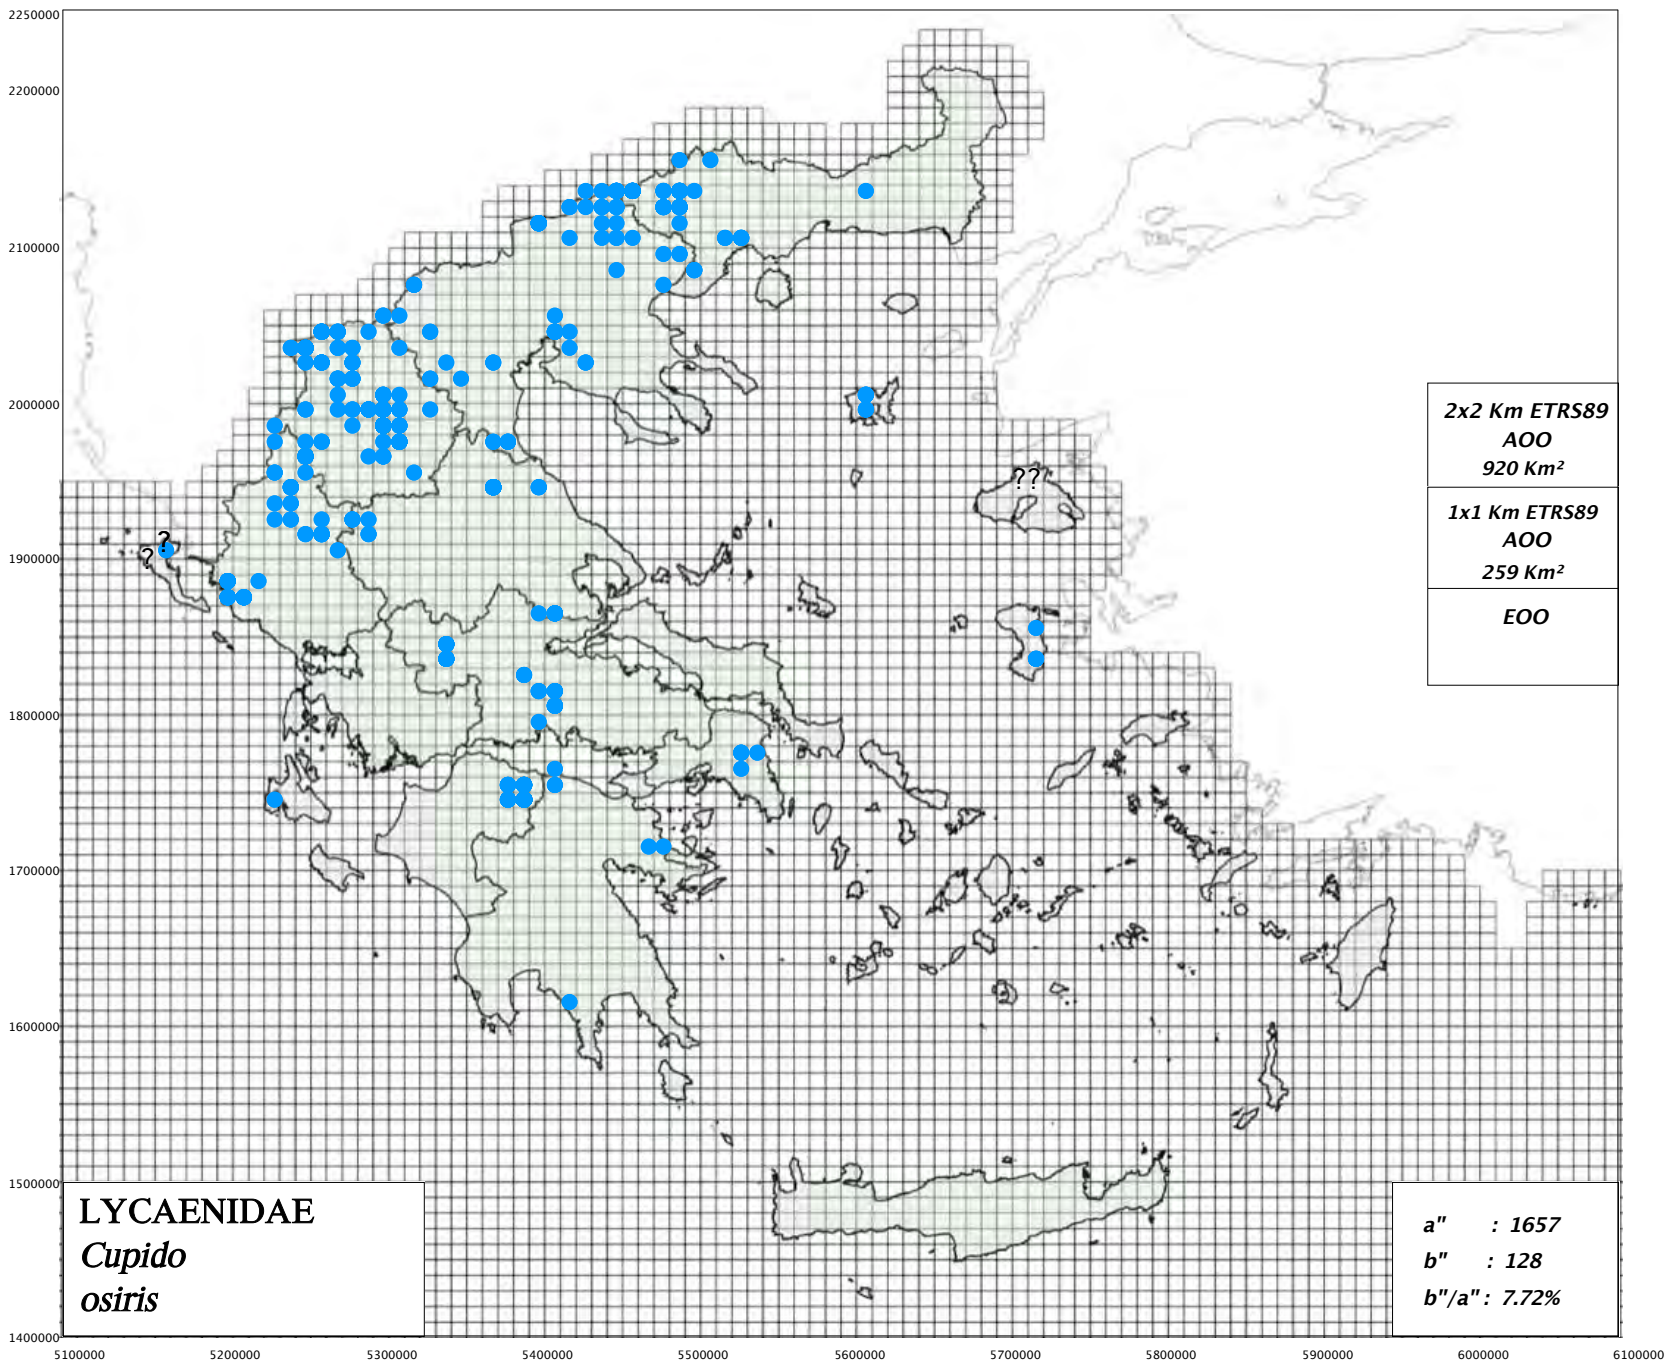 2250000
2200000
2100000
2000000
1900000
1800000
1700000
1600000
1500000
1400000
5100000 5200000 5300000 5400000 5500000 5600000 5700000 5800000 5900000 6000000 6100000
??
?
?
2x2 Km ETRS89
AOO
920 Km²
1x1 Km ETRS89
AOO
259 Km²
EOO
LYCAENIDAE
Cupido
osiris
a" : 1657
b" : 128
b"/a" : 7.72%